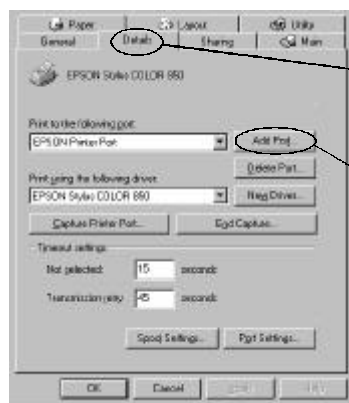 Paper Layout Utility
General Details Sharing Main
EPSON Stylus COLOR 850
Print to the following port:
EPSON Printer Port Add Port...
Delete Port...
Print using the following driver:
EPSON Stylus COLOR 850 New Driver...
Capture Printer Port... End Capture...
Timeout settings
Not selected: 15 seconds
Transmission retry: 45 seconds
Spool Settings... Port Settings...
OK Cancel